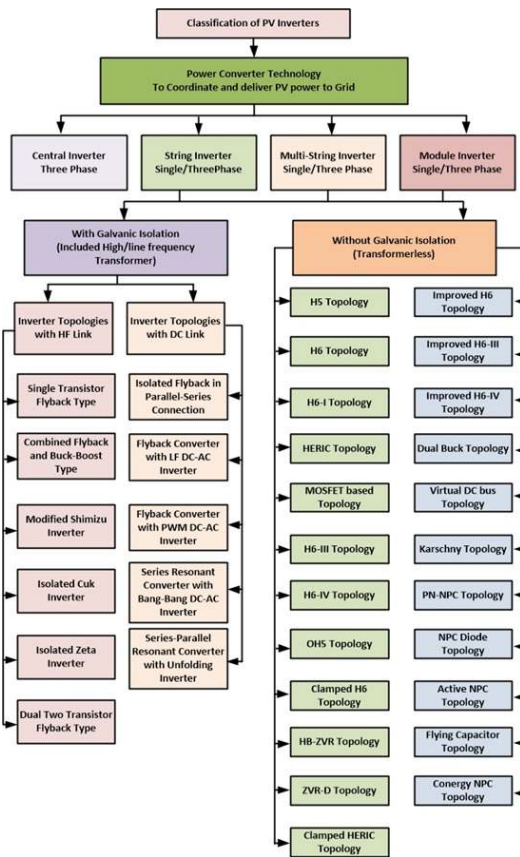 Classification of PV Inverters
Power Converter Technology
To Coordinate and deliver PV power to Grid
Central Inverter
Three Phase
String Inverter
Single/ThreePhase
Multi-String Inverter
Single/Three Phase
Module Inverter
Single/Three Phase
With Galvanic Isolation
(Included High/line frequency
Transformer)
Without Galvanic Isolation
(Transformerless)
Inverter Topologies
with HF Link
Inverter Topologies
with DC Link
Single Transistor
Flyback Type
Combined Flyback
and Buck-Boost
Type
Modified Shimizu
Inverter
Isolated Cuk
Inverter
Isolated Zeta
Inverter
Dual Two Transistor
Flyback Type
Isolated Flyback in
Parallel-Series
Connection
Flyback Converter
with LF DC-AC
Inverter
Flyback Converter
with PWM DC-AC
Inverter
Series Resonant
Converter with
Bang-Bang DC-AC
Inverter
Series-Parallel
Resonant Converter
with Unfolding
Inverter
H5 Topology
H6 Topology
H6-I Topology
HERIC Topology
MOSFET based
Topology
H6-III Topology
H6-IV Topology
OH5 Topology
Clamped H6
Topology
HB-ZVR Topology
ZVR-D Topology
Clamped HERIC
Topology
Improved H6
Topology
Improved H6-III
Topology
Improved H6-IV
Topology
Dual Buck Topology
Virtual DC bus
Topology
Karschny Topology
PN-NPC Topology
NPC Diode
Topology
Active NPC
Topology
Flying Capacitor
Topology
Conergy NPC
Topology